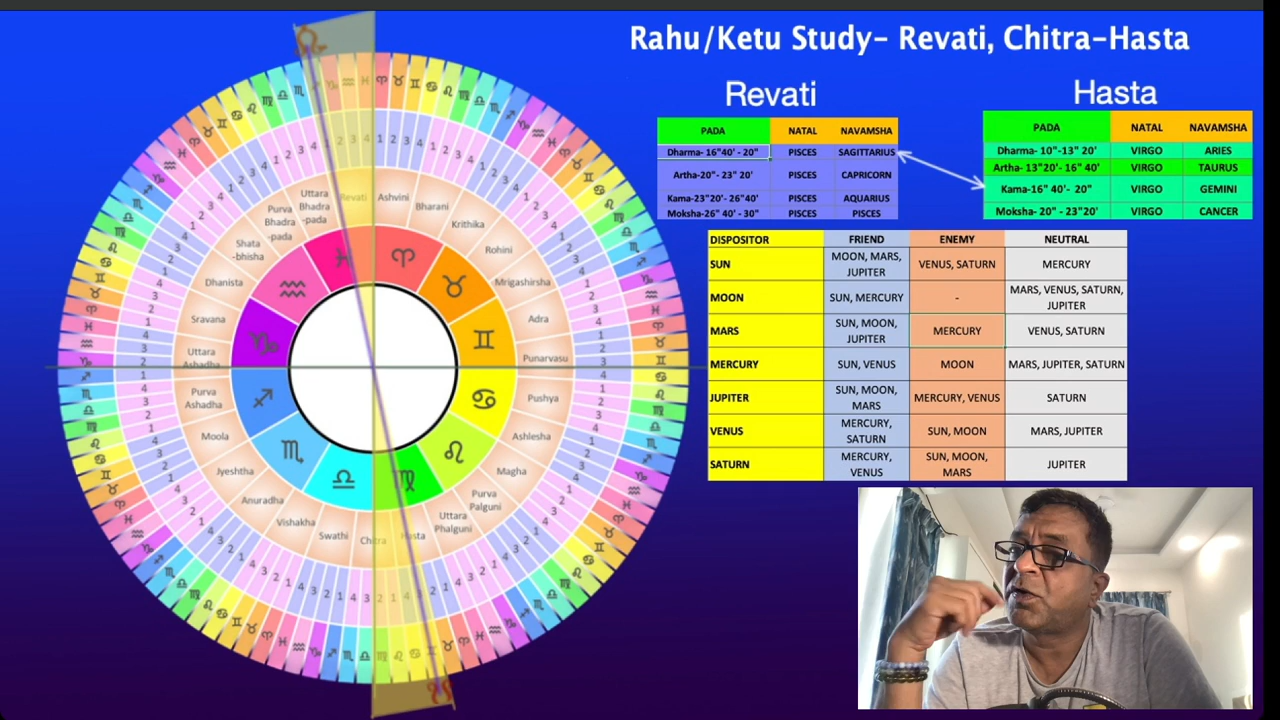 Rahu/Ketu Study- Revati, Chitra-Hasta
Revati
PADA NATAL NAVAMSHA
Dharma- 16"40' - 20" PISCES SAGITTARIUS
Artha-20"- 23" 20' PISCES CAPRICORN
Kama-23"20'- 26"40' PISCES AQUARIUS
Moksha-26" 40' - 30" PISCES PISCES
Hasta
PADA NATAL NAVAMSHA
Dharma- 10"-13" 20' VIRGO ARIES
Artha- 13"20'- 16" 40' VIRGO TAURUS
Kama-16" 40'- 20" VIRGO GEMINI
Moksha- 20" - 23"20' VIRGO CANCER
DISPOSITOR FRIEND ENEMY NEUTRAL
SUN MOON, MARS, JUPITER VENUS, SATURN MERCURY
MOON SUN, MERCURY - MARS, VENUS, SATURN, JUPITER
MARS SUN, MOON, JUPITER MERCURY VENUS, SATURN
MERCURY SUN, VENUS MOON MARS, JUPITER, SATURN
JUPITER SUN, MOON, MARS MERCURY, VENUS SATURN
VENUS MERCURY, SATURN SUN, MOON MARS, JUPITER
SATURN MERCURY, VENUS SUN, MOON, MARS JUPITER
Ashvini
Bharani
Krithika
Rohini
Mrigashirsha
Adra
Punarvasu
Pushya
Ashlesha
Magha
Purva
Palguni
Uttara
Phalguni
Hasta
Chitra
Swathi
Vishakha
Anuradha
Jyeshtha
Moola
Purva
Ashadha
Uttara
Ashadha
Sravana
Dhanista
Shata
-bhisha
Purva
Bhadra
-pada
Uttara
Bhadra
-pada
Revati